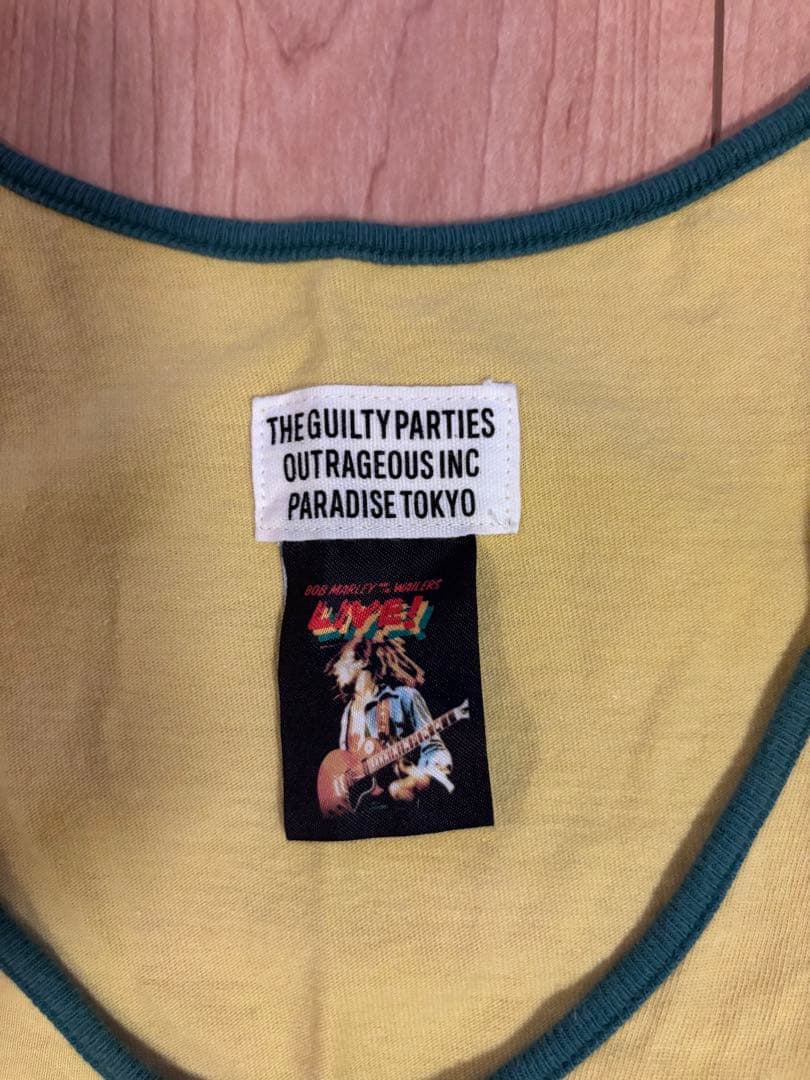 THE GUILTY PARTIES
OUTRAGEOUS INC
PARADISE TOKYO
BOB MARLEY AND THE WAILERS
LIVE!